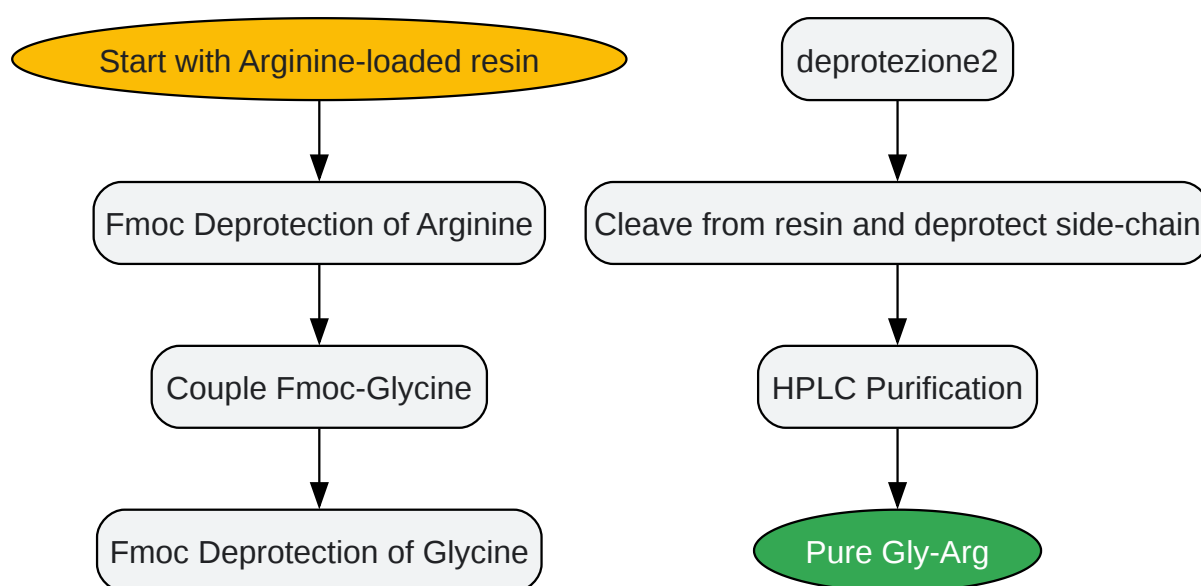 Start with Arginine-loaded resin
Fmoc Deprotection of Arginine
Couple Fmoc-Glycine
Fmoc Deprotection of Glycine
deprotezione2
Cleave from resin and deprotect side-chain
HPLC Purification
Pure Gly-Arg